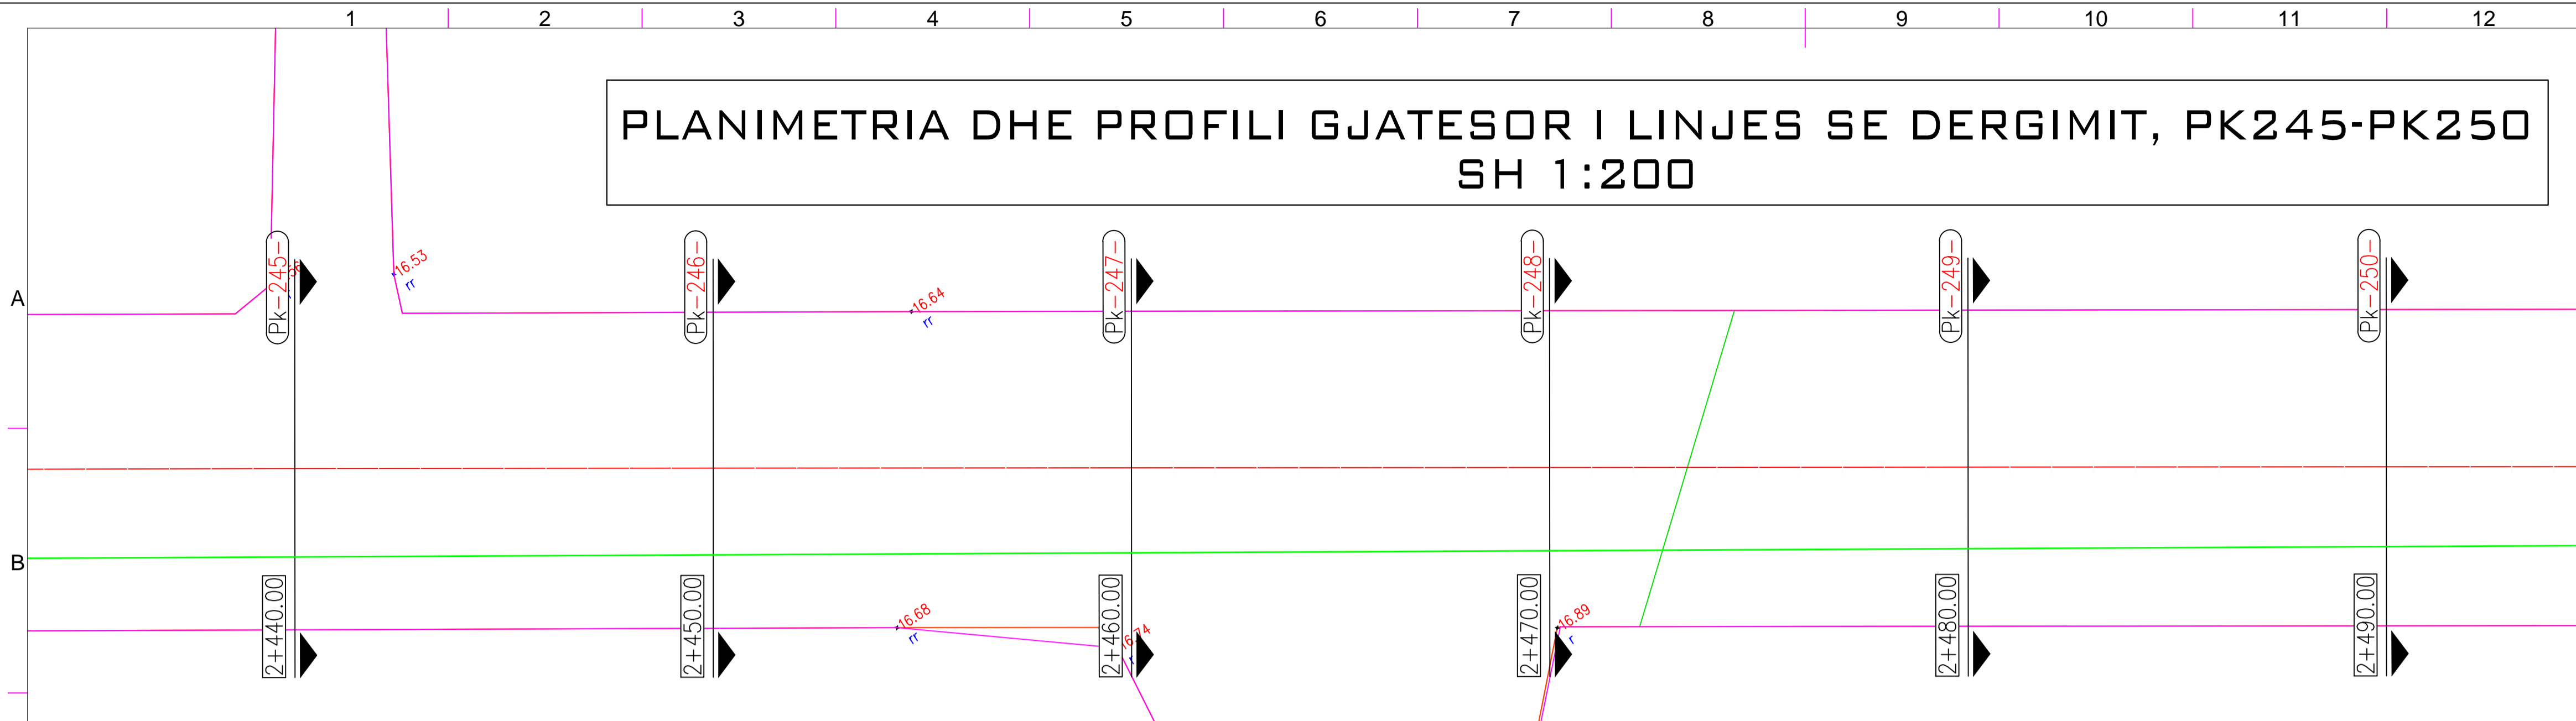 1 2 3 4 5 6 7 8 9 10 11 12
PLANIMETRIA DHE PROFILI GJATESOR I LINJES SE DERGIMIT, PK245-PK250
SH 1:200
A
Pk-245-
16.53
rr
Pk-246-
16.64
rr
Pk-247-
Pk-248-
Pk-249-
Pk-250-
B
2+440.00
2+450.00
16.68
rr
2+460.00
16.74
r
2+470.00
16.89
r
2+480.00
2+490.00